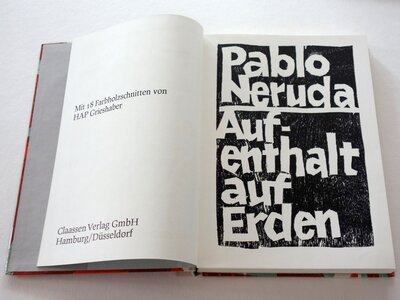 Mit 18 Farbholzschnitten von
HAP Grieshaber
Claassen Verlag GmbH
Hamburg/Düsseldorf
Pablo
Neruda
Auf-
enthalt
auf
Erden